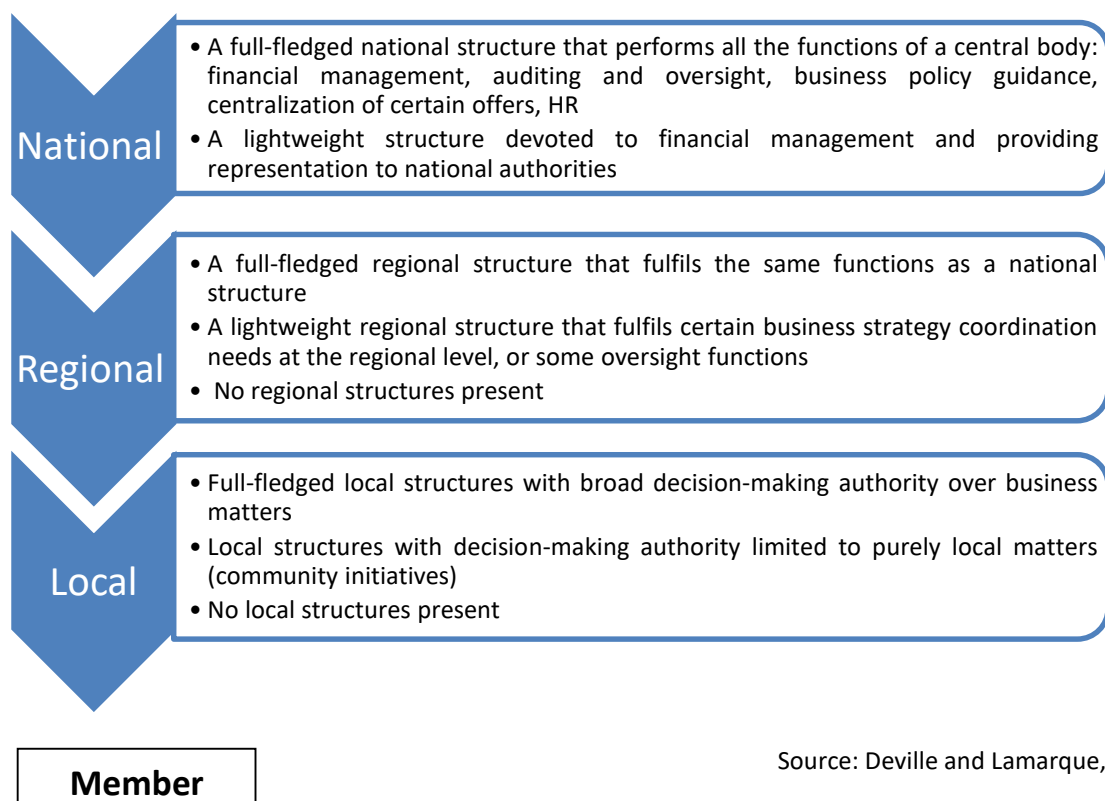 National
• A full-fledged national structure that performs all the functions of a central body:
financial management, auditing and oversight, business policy guidance,
centralization of certain offers, HR
• A lightweight structure devoted to financial management and providing
representation to national authorities
Regional
• A full-fledged regional structure that fulfils the same functions as a national
structure
• A lightweight regional structure that fulfils certain business strategy coordination
needs at the regional level, or some oversight functions
• No regional structures present
Local
• Full-fledged local structures with broad decision-making authority over business
matters
• Local structures with decision-making authority limited to purely local matters
(community initiatives)
• No local structures present
Source: Deville and Lamarque,
Member